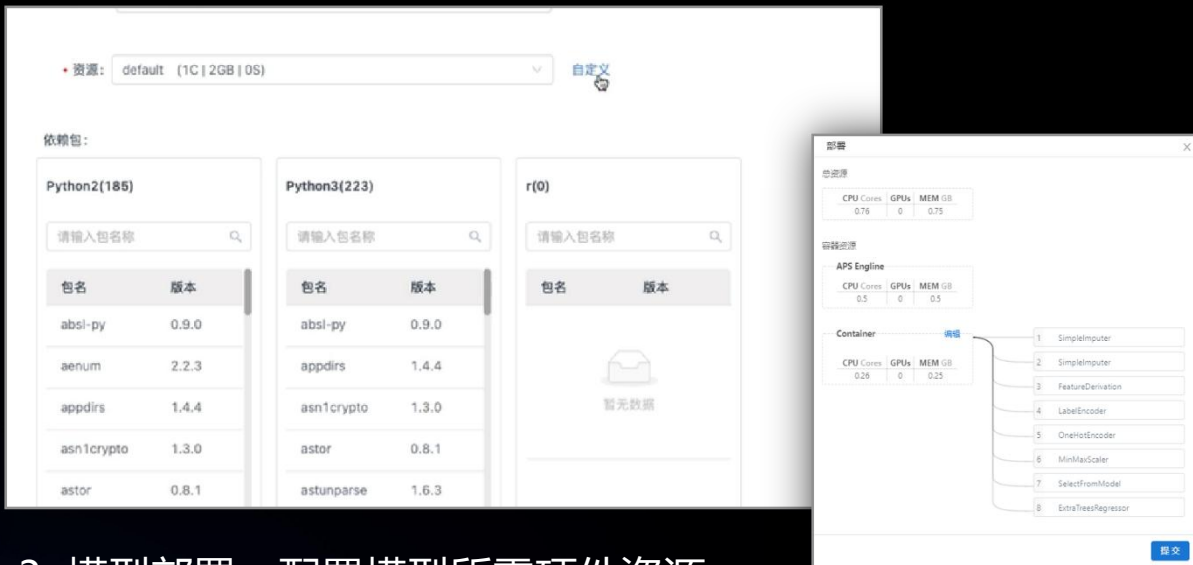 资源: default (1C | 2GB | 0S) 自定义
依赖包:
Python2(185)
请输入包名称
包名 版本
absl-py 0.9.0
aenum 2.2.3
appdirs 1.4.4
asn1crypto 1.3.0
astor 0.8.1
Python3(223)
请输入包名称
包名 版本
absl-py 0.9.0
appdirs 1.4.4
asn1crypto 1.3.0
astor 0.8.1
astunparse 1.6.3
r(0)
请输入包名称
包名 版本
暂无数据
部署
总资源
CPU Cores GPUs MEM GB
0.76 0 0.75
容器资源
APS Engline
CPU Cores GPUs MEM GB
0.5 0 0.5
Container 编辑
CPU Cores GPUs MEM GB
0.26 0 0.25
1 SimpleImputer
2 SimpleImputer
3 FeatureDerivation
4 LabelEncoder
5 OneHotEncoder
6 MinMaxScaler
7 SelectFromModel
8 ExtraTreesRegressor
提交